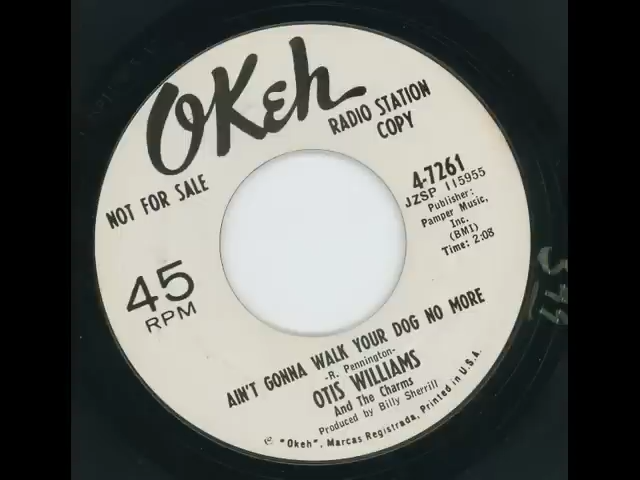 OKeh
RADIO STATION
COPY
NOT FOR SALE
4-7261
JZSP 115955
Publisher:
Pamper Music,
Inc.
(BMI)
Time: 2:08
45
RPM
AIN'T GONNA WALK YOUR DOG NO MORE
-R. Pennington-
OTIS WILLIAMS
And The Charms
Produced by Billy Sherrill
℗ "Okeh", Marcas Registrada, Printed in U.S.A.